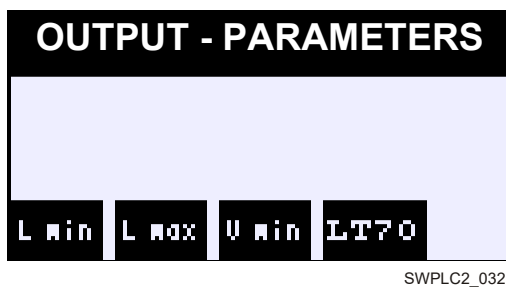 OUTPUT - PARAMETERS
L min L max V min LT70
SWPLC2_032